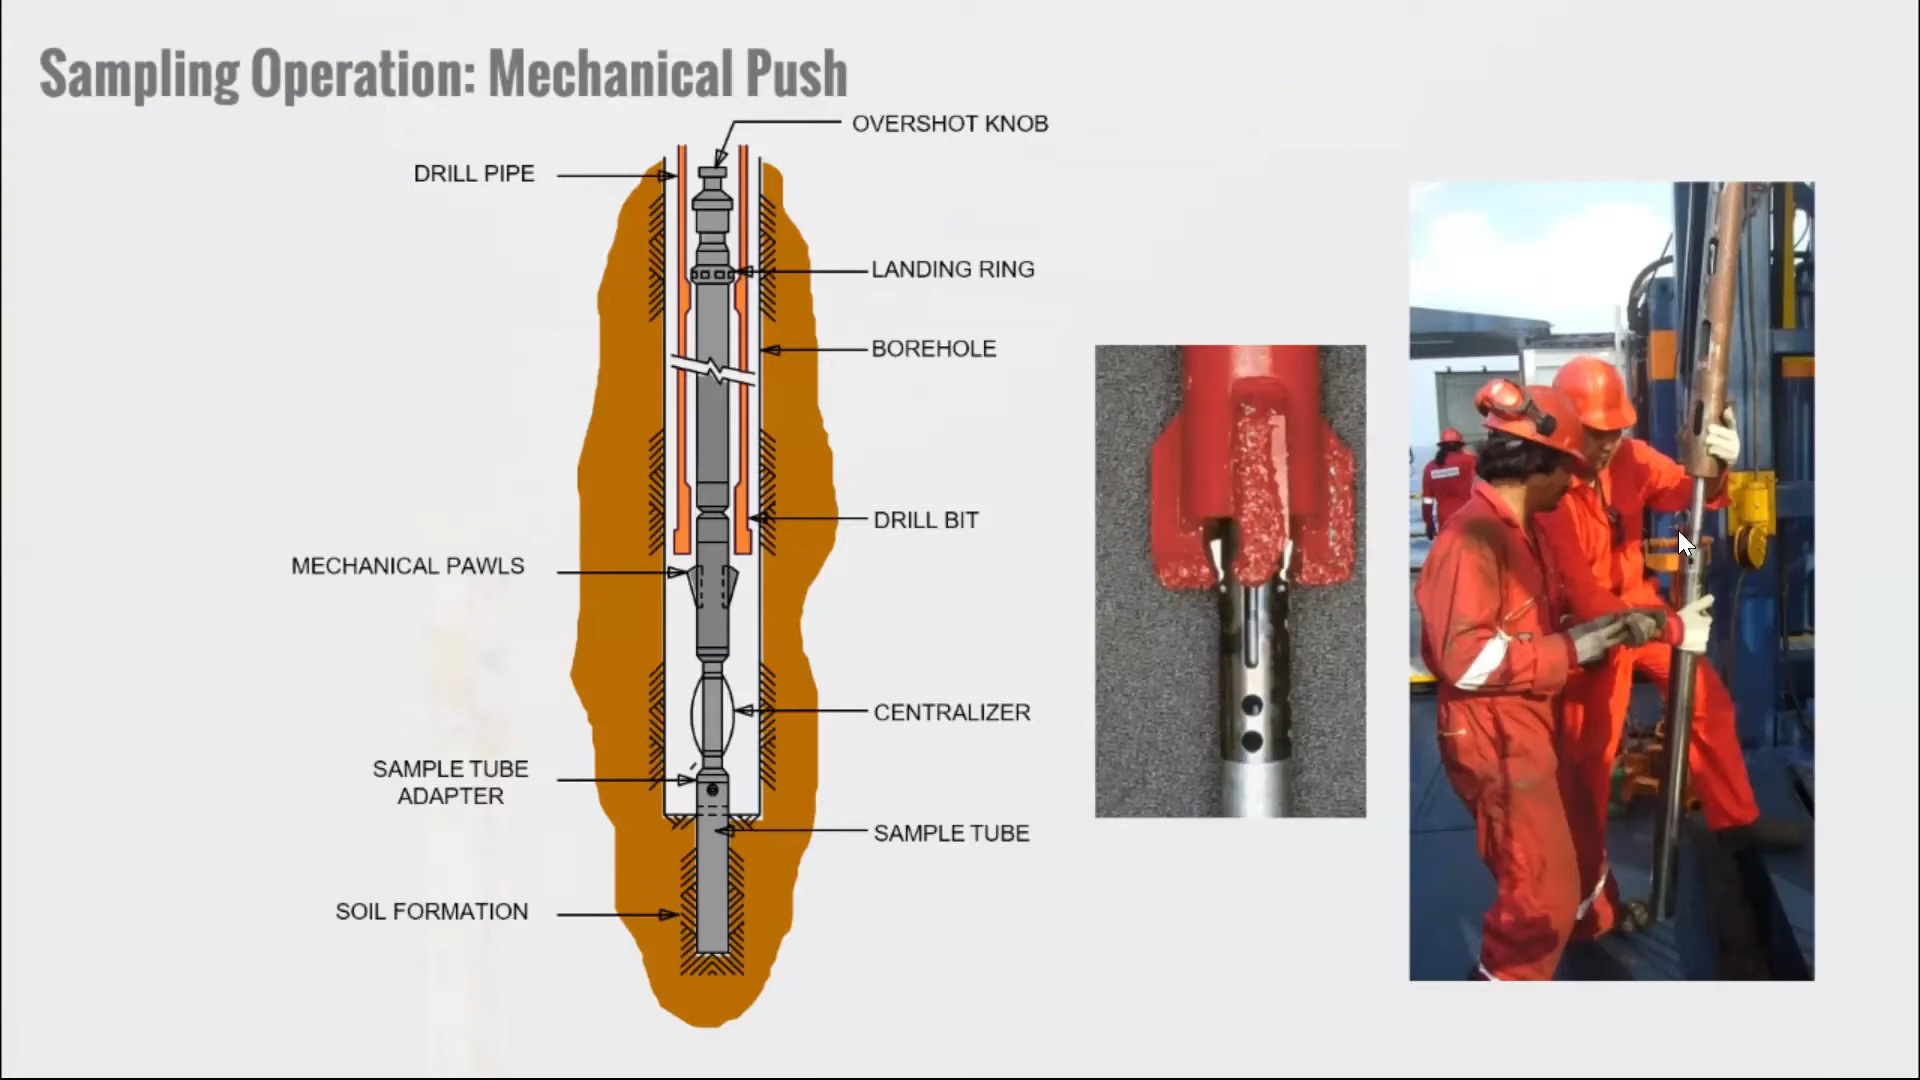 Sampling Operation: Mechanical Push
OVERSHOT KNOB
DRILL PIPE
LANDING RING
BOREHOLE
DRILL BIT
MECHANICAL PAWLS
CENTRALIZER
SAMPLE TUBE
ADAPTER
SAMPLE TUBE
SOIL FORMATION